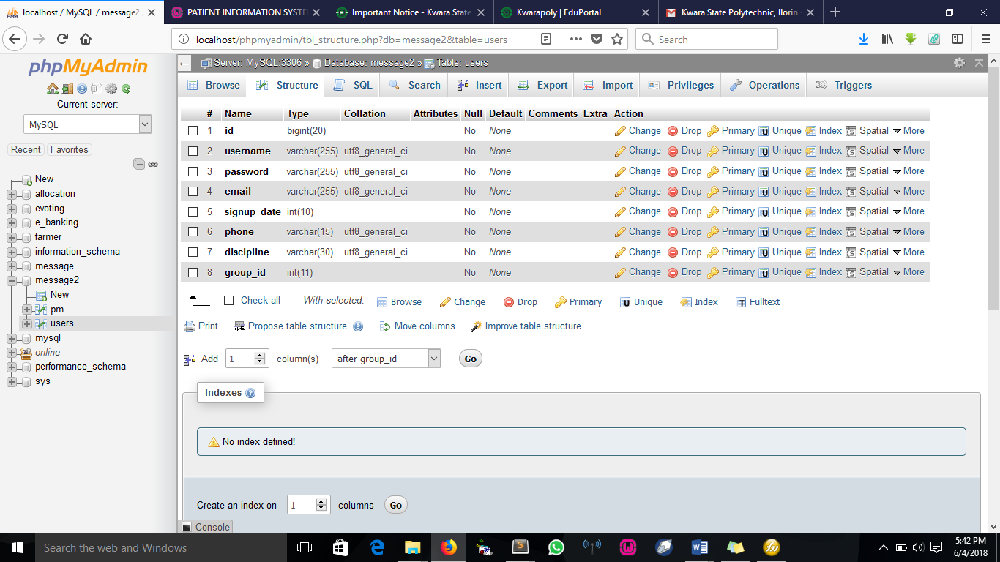 localhost / MySQL / message2
PATIENT INFORMATION SYSTE
Important Notice - Kwara State
Kwarapoly | EduPortal
Kwara State Polytechnic, Ilorin
localhost/phpmyadmin/tbl_structure.php?db=message2&table=users
Search
phpMyAdmin
Current server:
MySQL
Recent Favorites
New
allocation
evoting
e_banking
farmer
information_schema
message
message2
New
pm
users
mysql
online
performance_schema
sys
Server: MySQL:3306 » Database: message2 » Table: users
Browse Structure SQL Search Insert Export Import Privileges Operations Triggers
# Name Type Collation Attributes Null Default Comments Extra Action
1 id bigint(20) No None Change Drop Primary Unique Index Spatial More
2 username varchar(255) utf8_general_ci No None Change Drop Primary Unique Index Spatial More
3 password varchar(255) utf8_general_ci No None Change Drop Primary Unique Index Spatial More
4 email varchar(255) utf8_general_ci No None Change Drop Primary Unique Index Spatial More
5 signup_date int(10) No None Change Drop Primary Unique Index Spatial More
6 phone varchar(15) utf8_general_ci No None Change Drop Primary Unique Index Spatial More
7 discipline varchar(30) utf8_general_ci No None Change Drop Primary Unique Index Spatial More
8 group_id int(11) No None Change Drop Primary Unique Index Spatial More
Check all With selected: Browse Change Drop Primary Unique Index Fulltext
Print Propose table structure Move columns Improve table structure
Add 1 column(s) after group_id Go
Indexes
No index defined!
Create an index on 1 columns Go
Console
Search the web and Windows
5:42 PM
6/4/2018